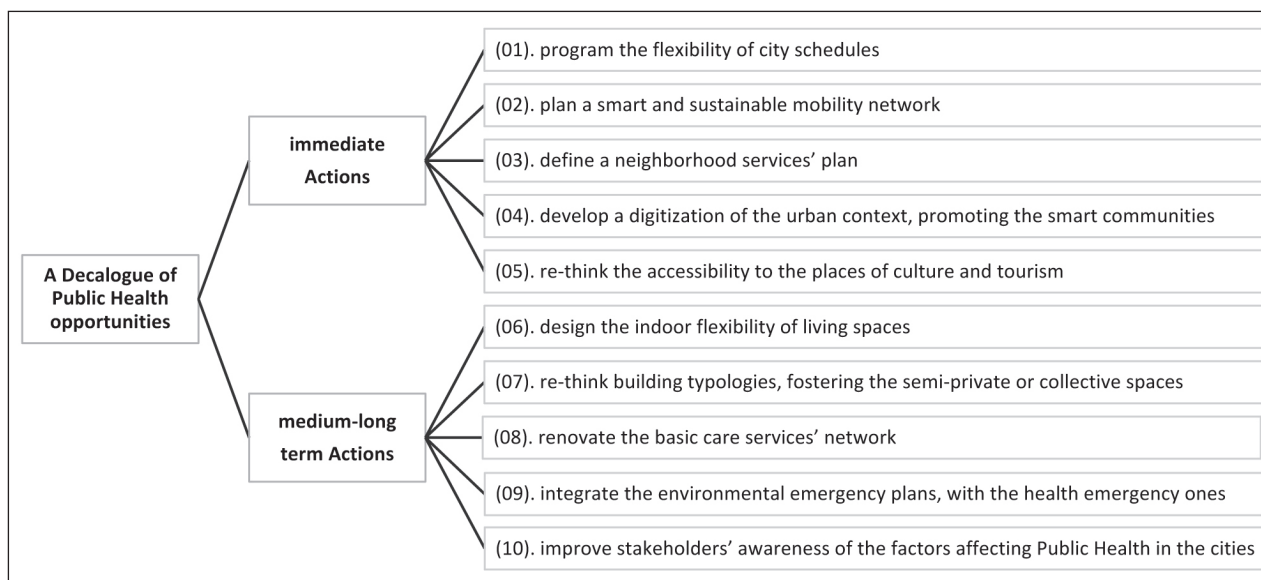 A Decalogue of
Public Health
opportunities
immediate
Actions
(01). program the flexibility of city schedules
(02). plan a smart and sustainable mobility network
(03). define a neighborhood services’ plan
(04). develop a digitization of the urban context, promoting the smart communities
(05). re-think the accessibility to the places of culture and tourism
medium-long
term Actions
(06). design the indoor flexibility of living spaces
(07). re-think building typologies, fostering the semi-private or collective spaces
(08). renovate the basic care services’ network
(09). integrate the environmental emergency plans, with the health emergency ones
(10). improve stakeholders’ awareness of the factors affecting Public Health in the cities